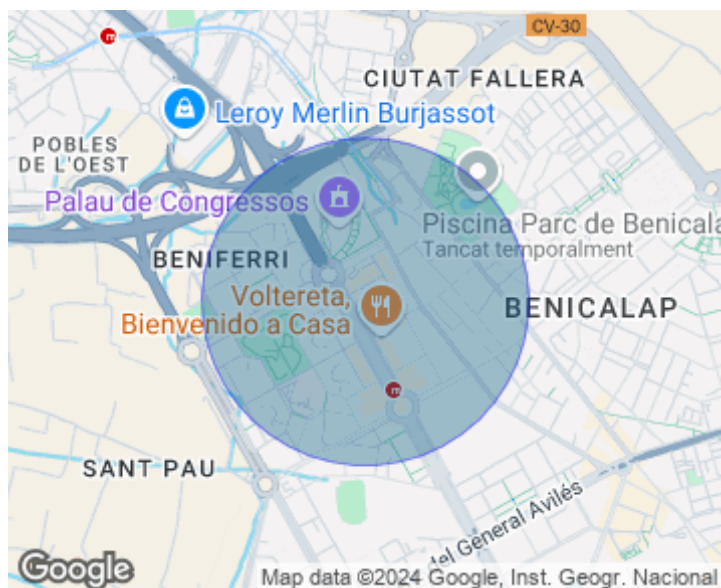 CV-30
CIUTAT FALLERA
Leroy Merlin Burjassot
POBLES
DE L'OEST
Palau de Congressos
Piscina Parc de Benicala
Tancat temporalment
BENIFERRI
Voltereta,
Bienvenido a Casa
BENICALAP
SANT PAU
del General Avilés
Google
Map data ©2024 Google, Inst. Geogr. Nacional